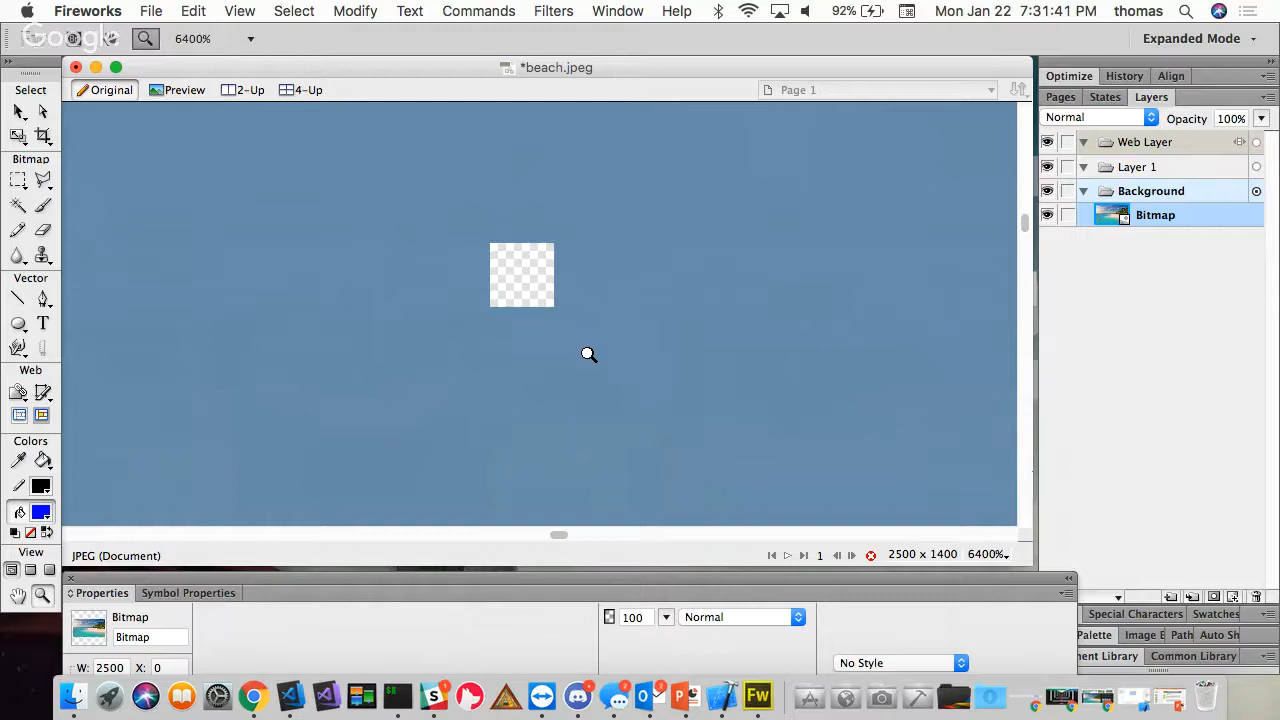 Fireworks File Edit View Select Modify Text Commands Filters Window Help 92% Mon Jan 22 7:31:41 PM thomas
Google 6400% Expanded Mode
*beach.jpeg
Original Preview 2-Up 4-Up Page 1
Optimize History Align
Pages States Layers
Normal Opacity 100%
Web Layer
Layer 1
Background
Bitmap
Select
Bitmap
Vector
T
Web
Colors
View
JPEG (Document) 1 2500 x 1400 6400%
Properties Symbol Properties
Bitmap
Bitmap
100 Normal
No Style
W: 2500 X: 0
Special Characters Swatches
Palette Image E Path Auto Sh
ent Library Common Library
Fw